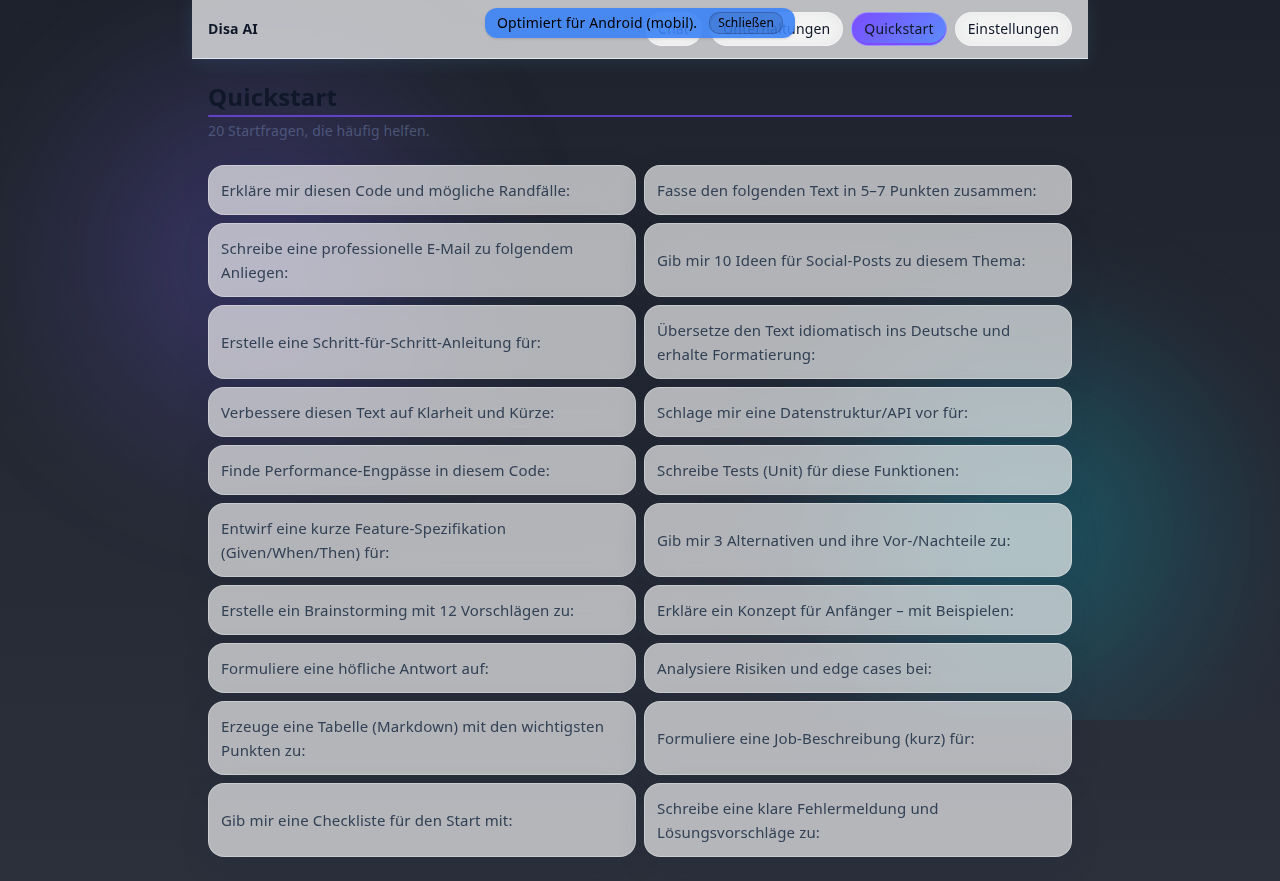 Disa AI
Optimiert für Android (mobil).
Schließen
Chat
Unterhaltungen
Quickstart
Einstellungen
Quickstart
20 Startfragen, die häufig helfen.
Erkläre mir diesen Code und mögliche Randfälle:
Fasse den folgenden Text in 5–7 Punkten zusammen:
Schreibe eine professionelle E-Mail zu folgendem
Anliegen:
Gib mir 10 Ideen für Social-Posts zu diesem Thema:
Erstelle eine Schritt-für-Schritt-Anleitung für:
Übersetze den Text idiomatisch ins Deutsche und
erhalte Formatierung:
Verbessere diesen Text auf Klarheit und Kürze:
Schlage mir eine Datenstruktur/API vor für:
Finde Performance-Engpässe in diesem Code:
Schreibe Tests (Unit) für diese Funktionen:
Entwirf eine kurze Feature-Spezifikation
(Given/When/Then) für:
Gib mir 3 Alternativen und ihre Vor-/Nachteile zu:
Erstelle ein Brainstorming mit 12 Vorschlägen zu:
Erkläre ein Konzept für Anfänger – mit Beispielen:
Formuliere eine höfliche Antwort auf:
Analysiere Risiken und edge cases bei:
Erzeuge eine Tabelle (Markdown) mit den wichtigsten
Punkten zu:
Formuliere eine Job-Beschreibung (kurz) für:
Gib mir eine Checkliste für den Start mit:
Schreibe eine klare Fehlermeldung und
Lösungsvorschläge zu: